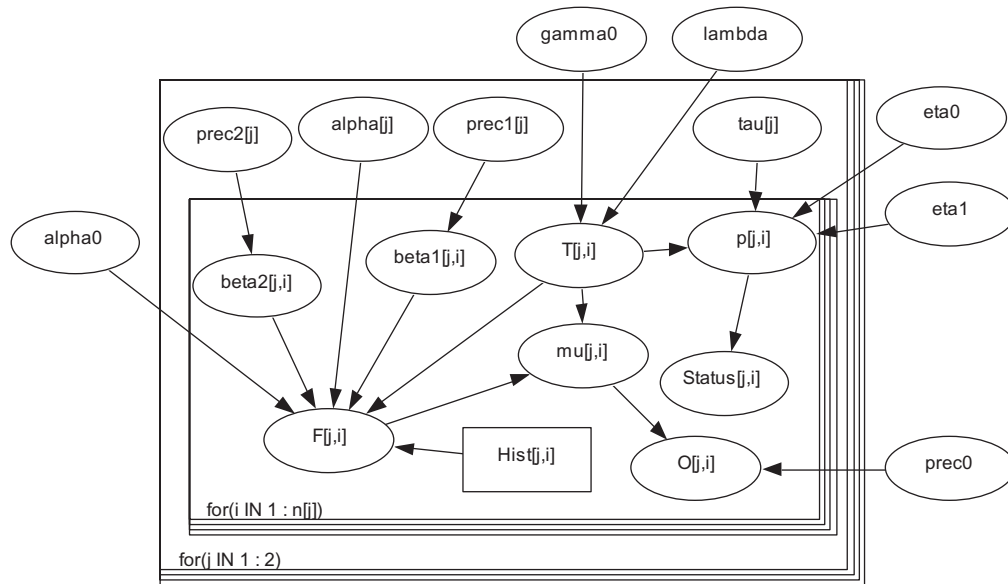 gamma0
lambda
prec2[j]
alpha[j]
prec1[j]
tau[j]
eta0
alpha0
beta2[j,i]
beta1[j,i]
T[j,i]
p[j,i]
eta1
mu[j,i]
Status[j,i]
F[j,i]
Hist[j,i]
O[j,i]
prec0
for(i IN 1 : n[j])
for(j IN 1 : 2)